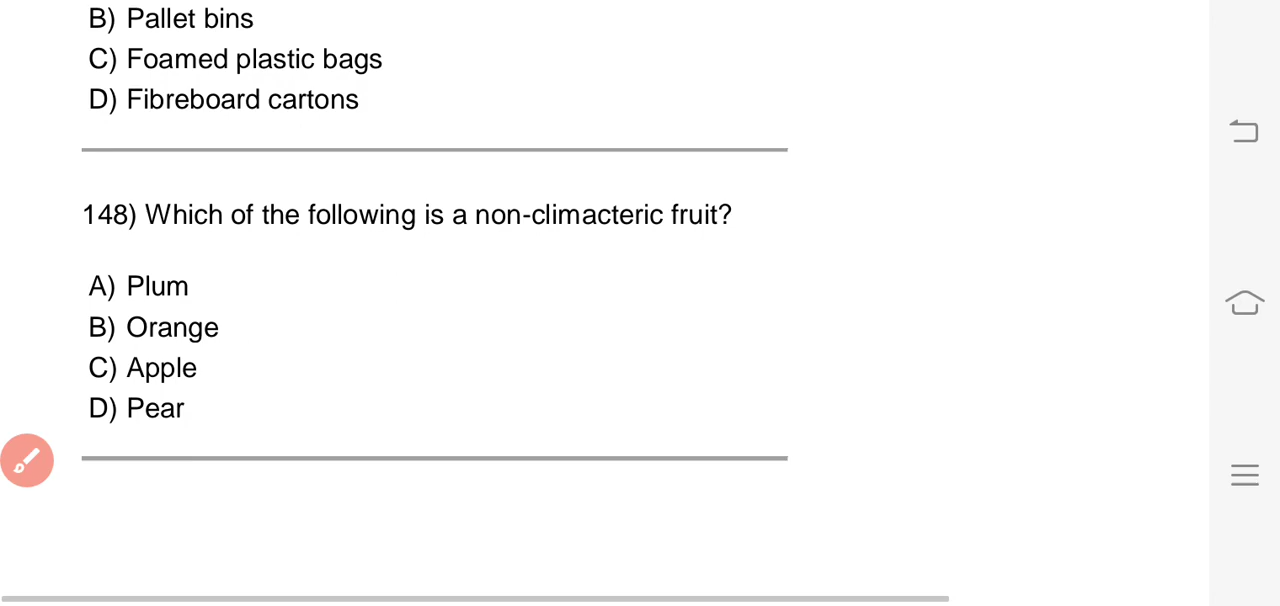 B) Pallet bins
C) Foamed plastic bags
D) Fibreboard cartons
148) Which of the following is a non-climacteric fruit?
A) Plum
B) Orange
C) Apple
D) Pear